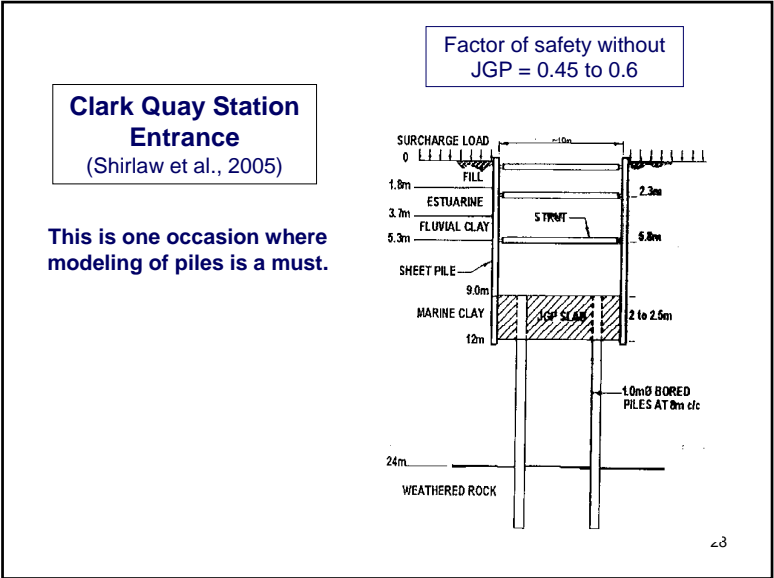 Factor of safety without
JGP = 0.45 to 0.6
Clark Quay Station
Entrance
(Shirlaw et al., 2005)
This is one occasion where
modeling of piles is a must.
SURCHARGE LOAD
~10m
0
FILL
1.8m
2.3m
ESTUARINE
3.7m
STRUT
FLUVIAL CLAY
5.3m
5.8m
SHEET PILE
9.0m
MARINE CLAY
JGP SLAB
2 to 2.5m
12m
1.0mØ BORED
PILES AT 8m c/c
24m
WEATHERED ROCK
28